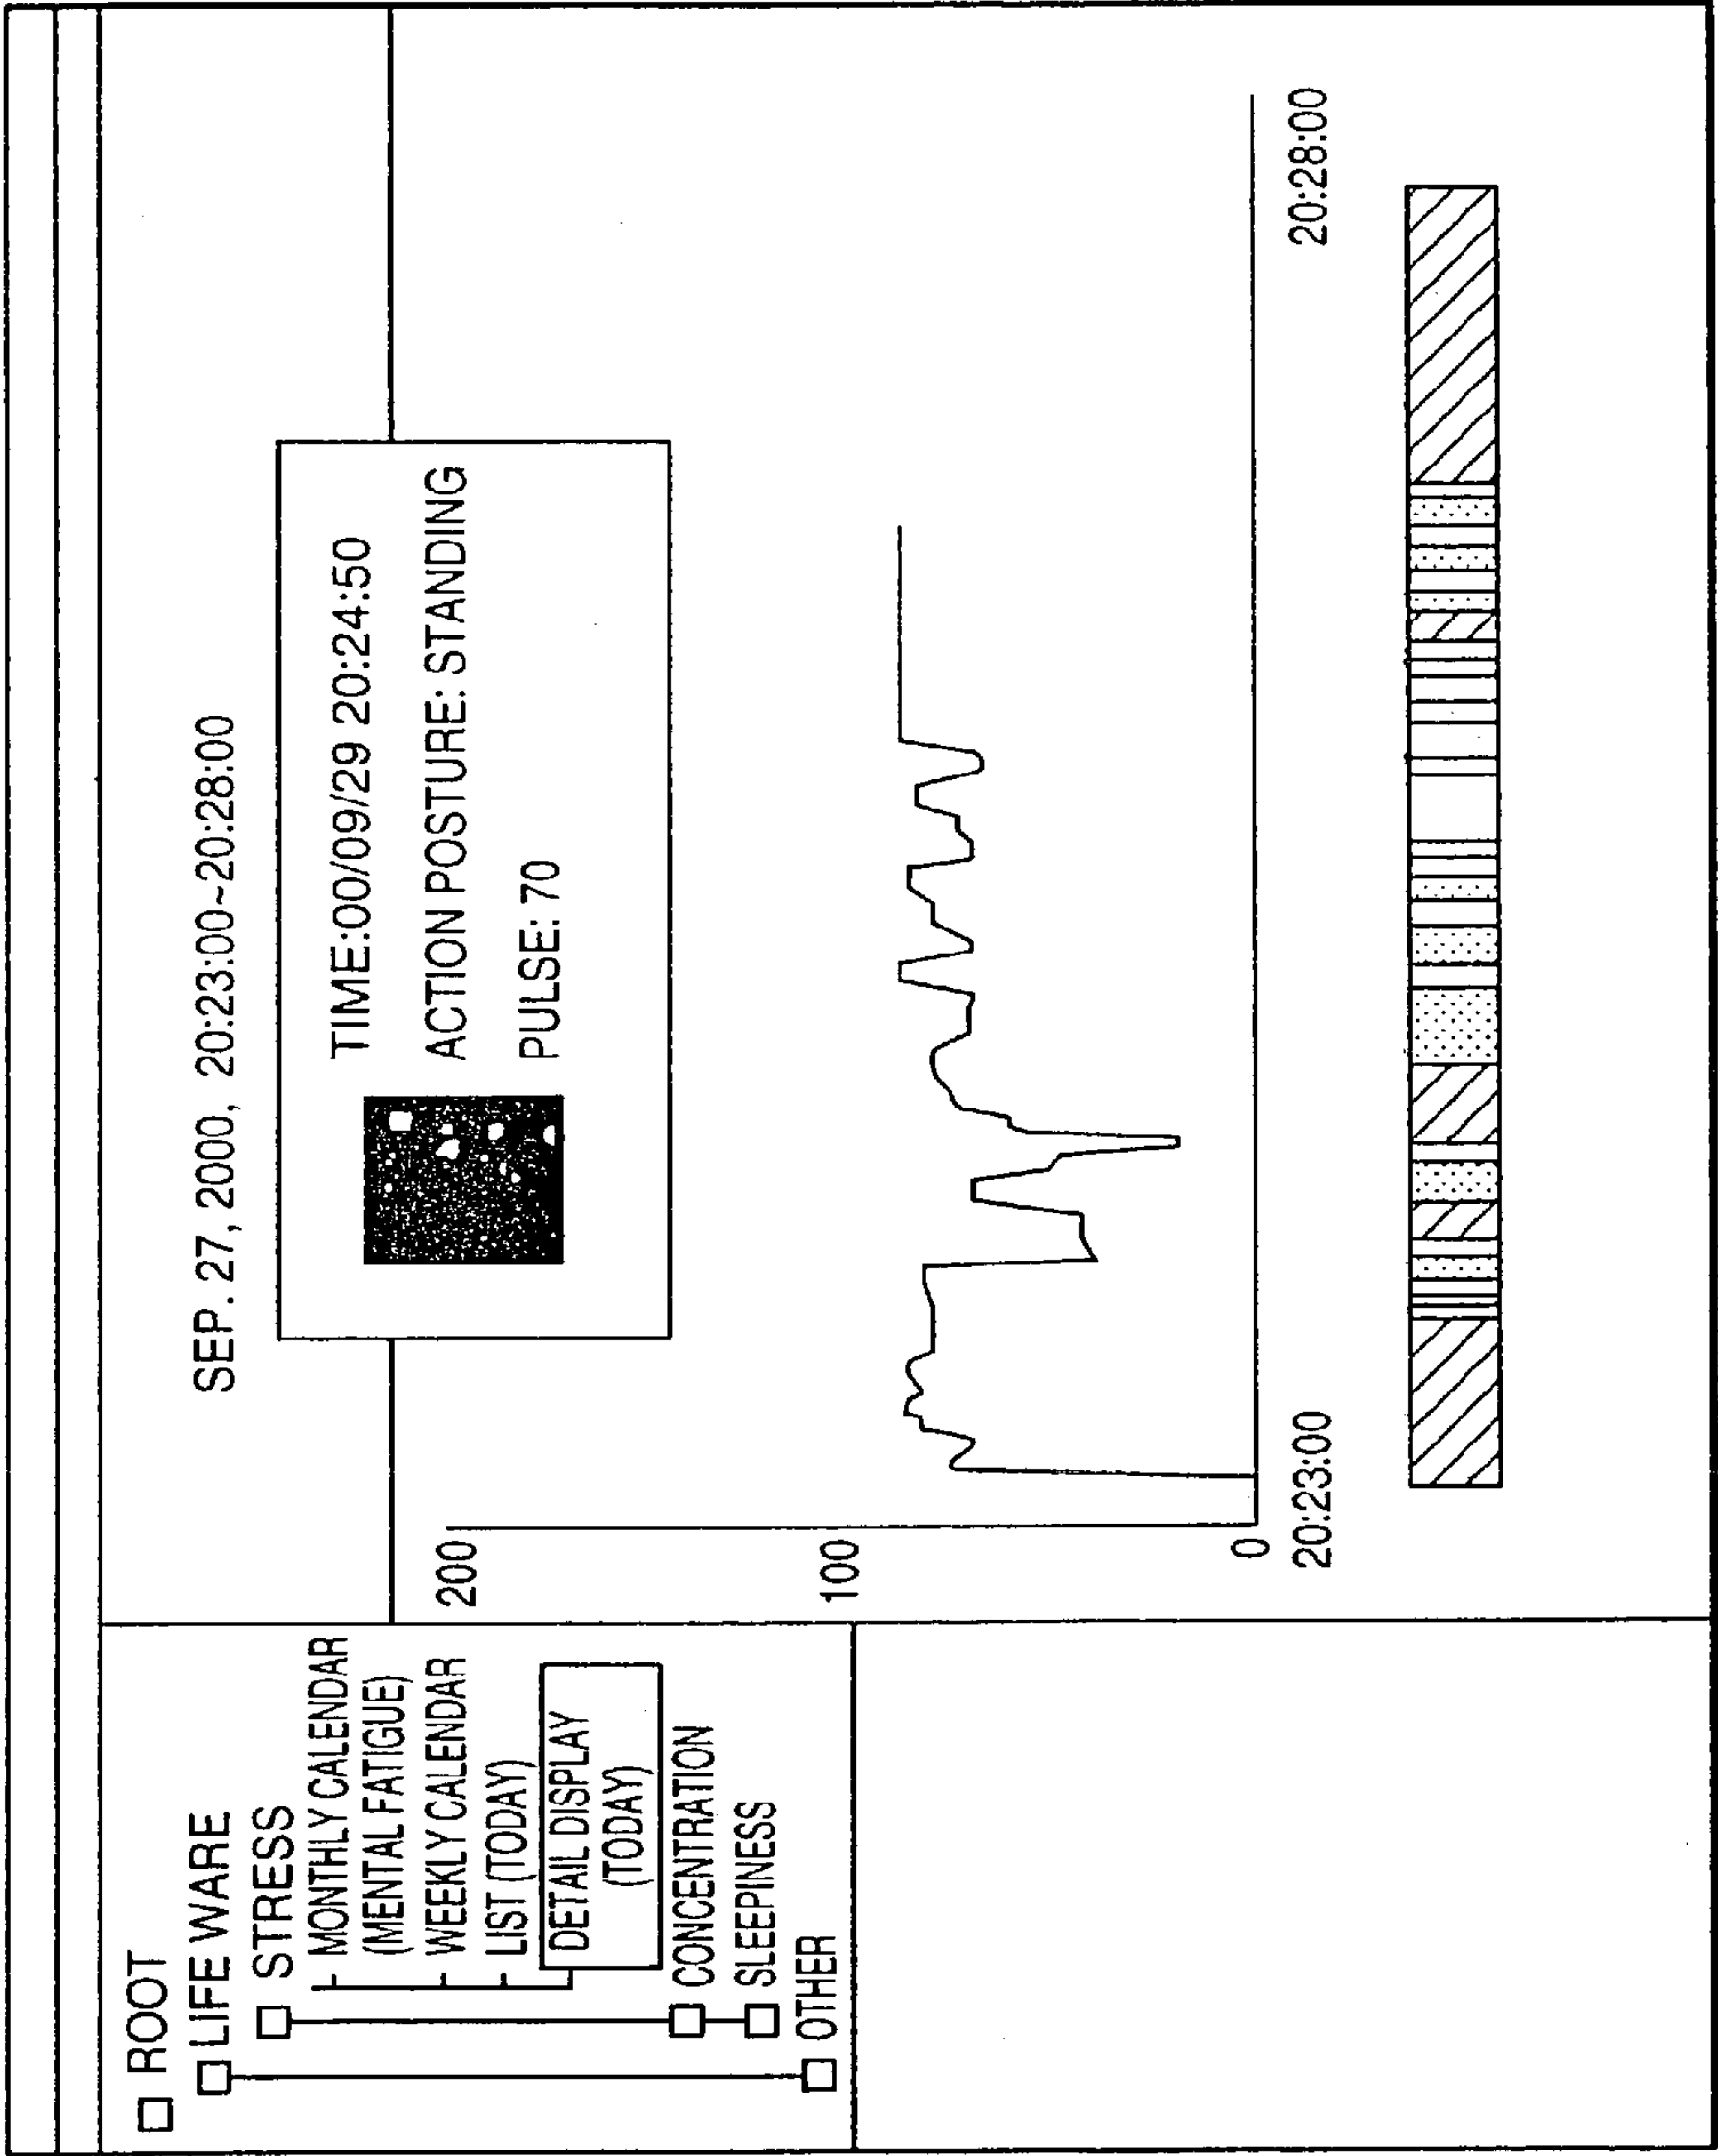 ROOT
LIFE WARE
STRESS
MONTHLY CALENDAR
(MENTAL FATIGUE)
WEEKLY CALENDAR
LIST (TODAY)
DETAIL DISPLAY
(TODAY)
CONCENTRATION
SLEEPINESS
OTHER
SEP. 27, 2000, 20:23:00~20:28:00
TIME:00/09/29 20:24:50
ACTION POSTURE: STANDING
PULSE: 70
200
100
0
20:23:00
20:28:00